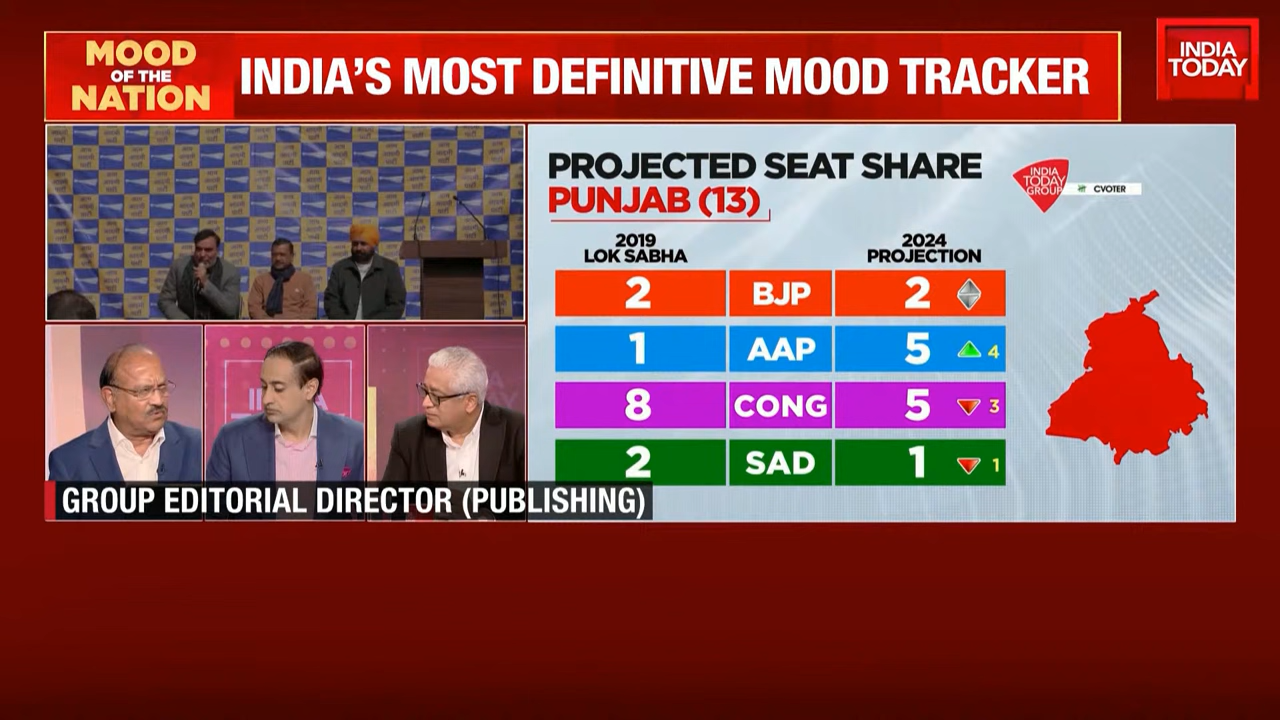 MOOD
OF THE
NATION
INDIA'S MOST DEFINITIVE MOOD TRACKER
INDIA
TODAY
PROJECTED SEAT SHARE
PUNJAB (13)
INDIA
TODAY
GROUP
CVOTER
2019
LOK SABHA
2024
PROJECTION
2 BJP 2
1 AAP 5 4
8 CONG 5 3
2 SAD 1 1
GROUP EDITORIAL DIRECTOR (PUBLISHING)